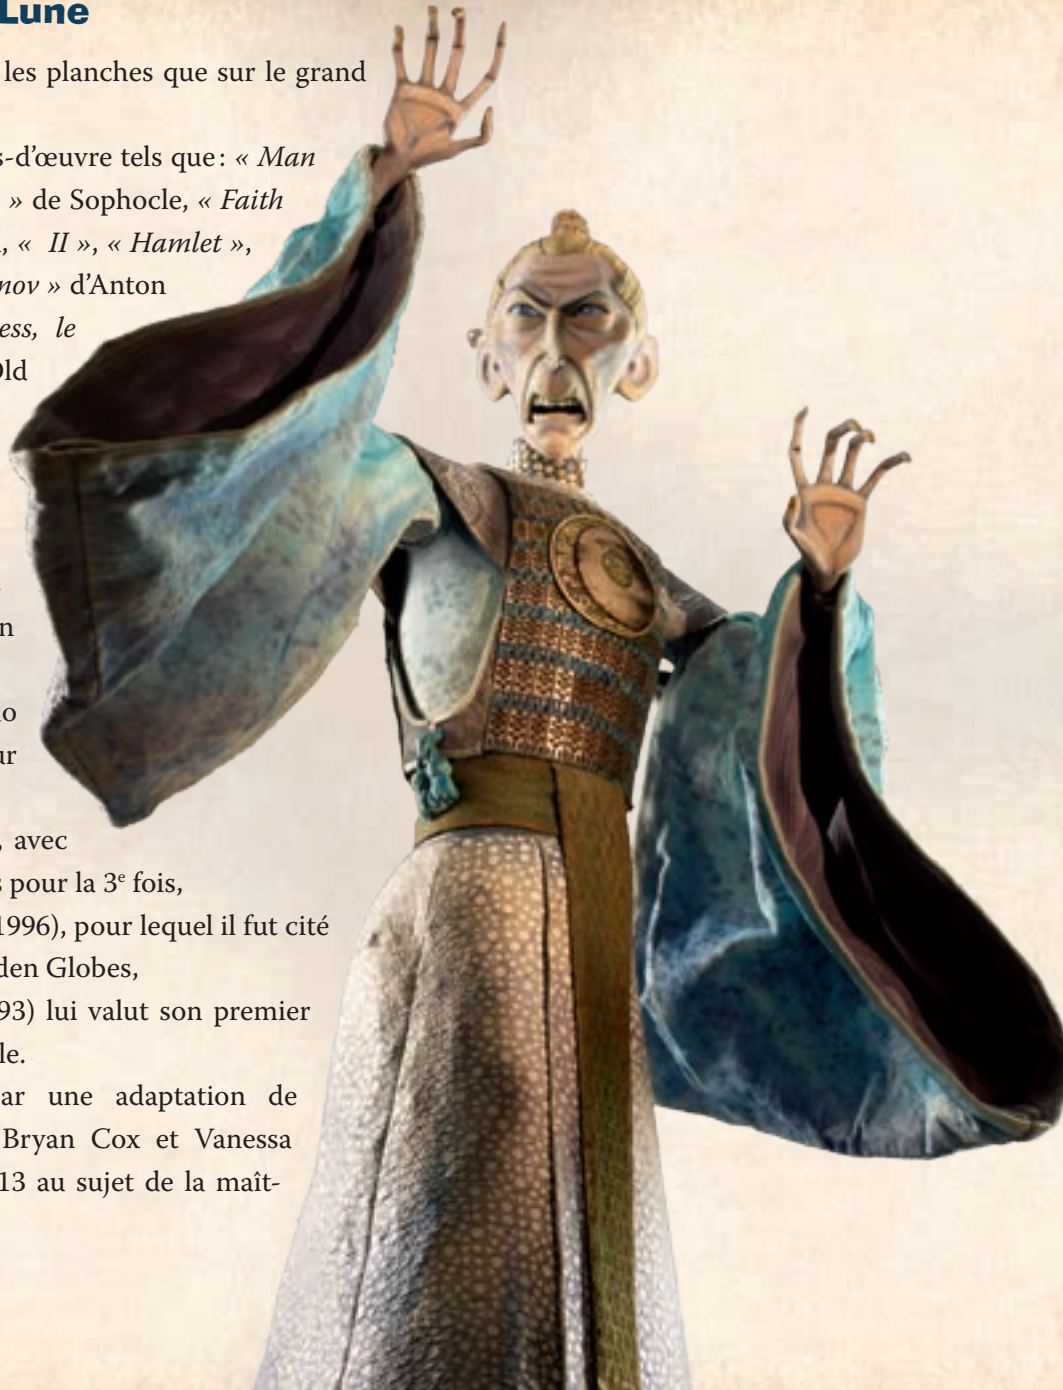 Lune
les planches que sur le grand
s-d’œuvre tels que : « Man
» de Sophocle, « Faith
, «  II », « Hamlet »,
nov » d’Anton
ess, le
Old
n
o
ur
, avec
s pour la 3e fois,
1996), pour lequel il fut cité
den Globes,
93) lui valut son premier
le.
ar une adaptation de
Bryan Cox et Vanessa
13 au sujet de la maît-